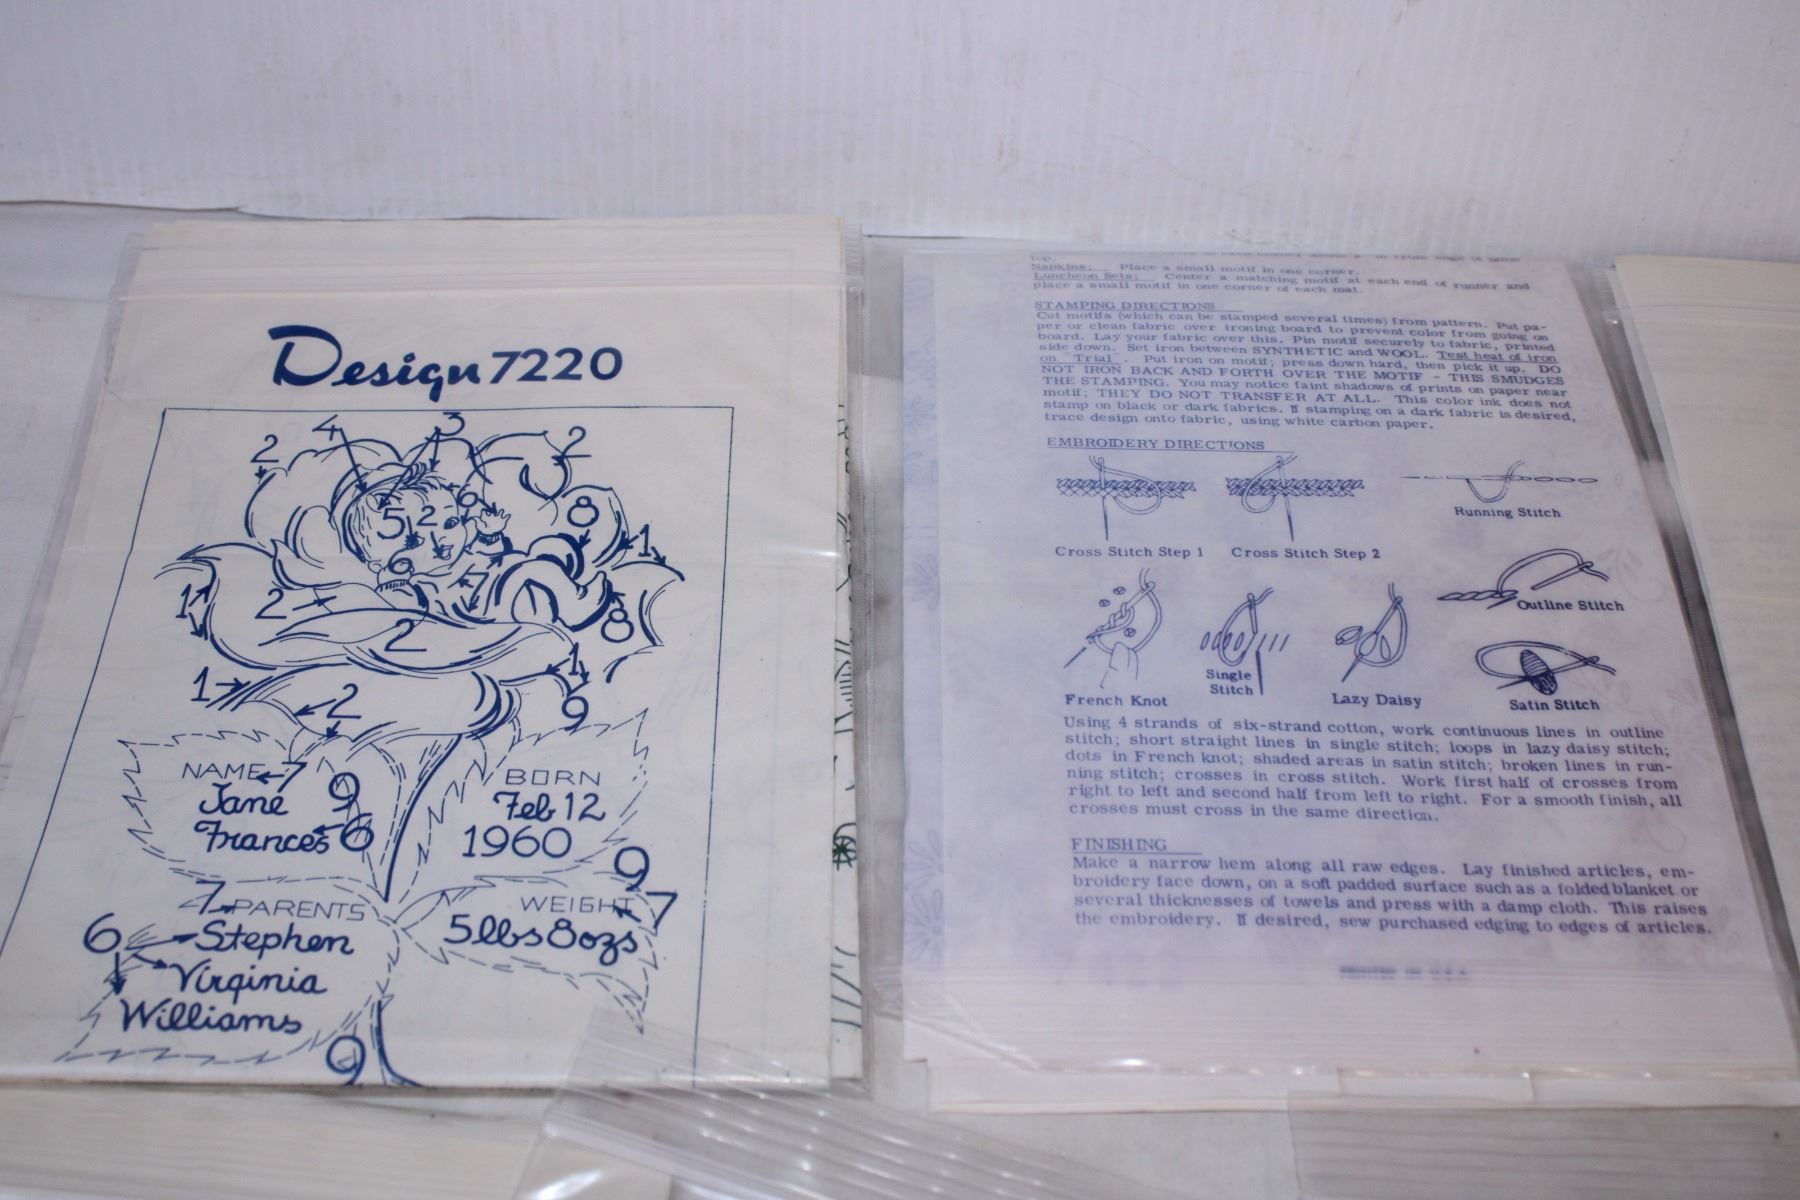 Design 7220
4 3
2 2
5 2 6 8
6 7 1
1 2 2 8
1 2 1
9
NAME 7 9
Jane
Frances 6
BORN
Feb 12
1960
9
7 PARENTS
6 Stephen
Virginia
Williams
9
WEIGHT 7
5lbs 8ozs
top.
Napkins: Place a small motif in one corner.
Luncheon Sets: Center a matching motif at each end of runner and
place a small motif in one corner of each mat.
STAMPING DIRECTIONS
Cut motifs (which can be stamped several times) from pattern. Put pa-
per or clean fabric over ironing board to prevent color from going on
board. Lay your fabric over this. Pin motif securely to fabric, printed
side down. Set iron between SYNTHETIC and WOOL. Test heat of iron
on "Trial". Put iron on motif; press down hard, then pick it up. DO
NOT IRON BACK AND FORTH OVER THE MOTIF - THIS SMUDGES
THE STAMPING. You may notice faint shadows of prints on paper near
motif; THEY DO NOT TRANSFER AT ALL. This color ink does not
stamp on black or dark fabrics. If stamping on a dark fabric is desired,
trace design onto fabric, using white carbon paper.
EMBROIDERY DIRECTIONS
Running Stitch
Cross Stitch Step 1 Cross Stitch Step 2
Outline Stitch
Single
Stitch
French Knot Lazy Daisy Satin Stitch
Using 4 strands of six-strand cotton, work continuous lines in outline
stitch; short straight lines in single stitch; loops in lazy daisy stitch;
dots in French knot; shaded areas in satin stitch; broken lines in run-
ning stitch; crosses in cross stitch. Work first half of crosses from
right to left and second half from left to right. For a smooth finish, all
crosses must cross in the same direction.
FINISHING
Make a narrow hem along all raw edges. Lay finished articles, em-
broidery face down, on a soft padded surface such as a folded blanket or
several thicknesses of towels and press with a damp cloth. This raises
the embroidery. If desired, sew purchased edging to edges of articles.
PRINTED IN U.S.A.